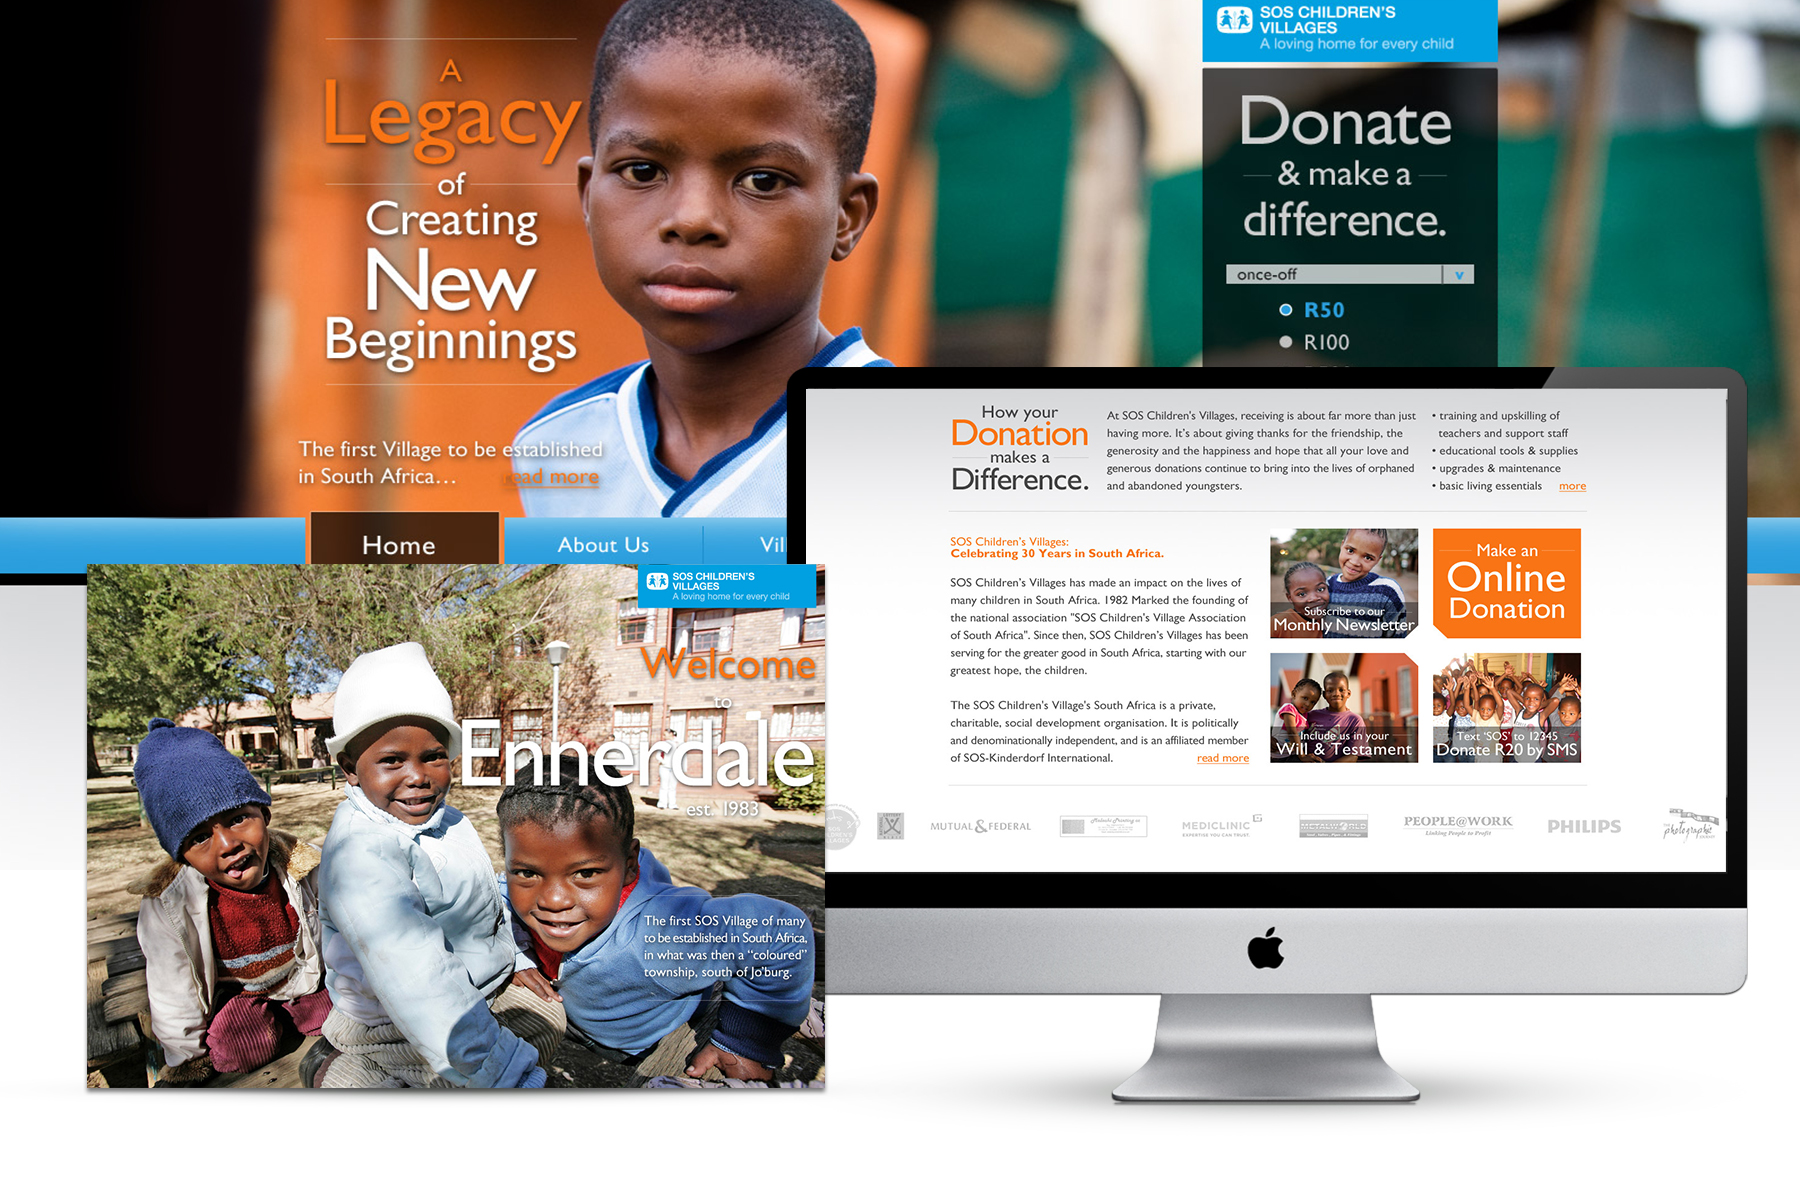 A
Legacy
of
Creating
New
Beginnings
The first Village to be established
in South Africa... read more
SOS CHILDREN'S
VILLAGES
A loving home for every child
Donate
& make a
difference.
once-off v
R50
R100
Home
About Us
Vil
SOS CHILDREN'S
VILLAGES
A loving home for every child
Welcome
to
Ennerdale
est. 1983
The first SOS Village of many
to be established in South Africa,
in what was then a "coloured"
township, south of Jo'burg.
How your
Donation
makes a
Difference.
At SOS Children's Villages, receiving is about far more than just
having more. It's about giving thanks for the friendship, the
generosity and the happiness and hope that all your love and
generous donations continue to bring into the lives of orphaned
and abandoned youngsters.
• training and upskilling of
teachers and support staff
• educational tools & supplies
• upgrades & maintenance
• basic living essentials more
SOS Children's Villages:
Celebrating 30 Years in South Africa.
SOS Children's Villages has made an impact on the lives of
many children in South Africa. 1982 Marked the founding of
the national association "SOS Children's Village Association
of South Africa". Since then, SOS Children's Villages has been
serving for the greater good in South Africa, starting with our
greatest hope, the children.
The SOS Children's Village's South Africa is a private,
charitable, social development organisation. It is politically
and denominationally independent, and is an affiliated member
of SOS-Kinderdorf International. read more
Subscribe to our
Monthly Newsletter
Make an
Online
Donation
Include us in your
Will & Testament
Text 'SOS' to 12345
Donate R20 by SMS
MUTUAL & FEDERAL
MEDICLINIC
EXPERTISE YOU CAN TRUST.
METALWORLD
PEOPLE@WORK
Linking People to Profit
PHILIPS
photographic